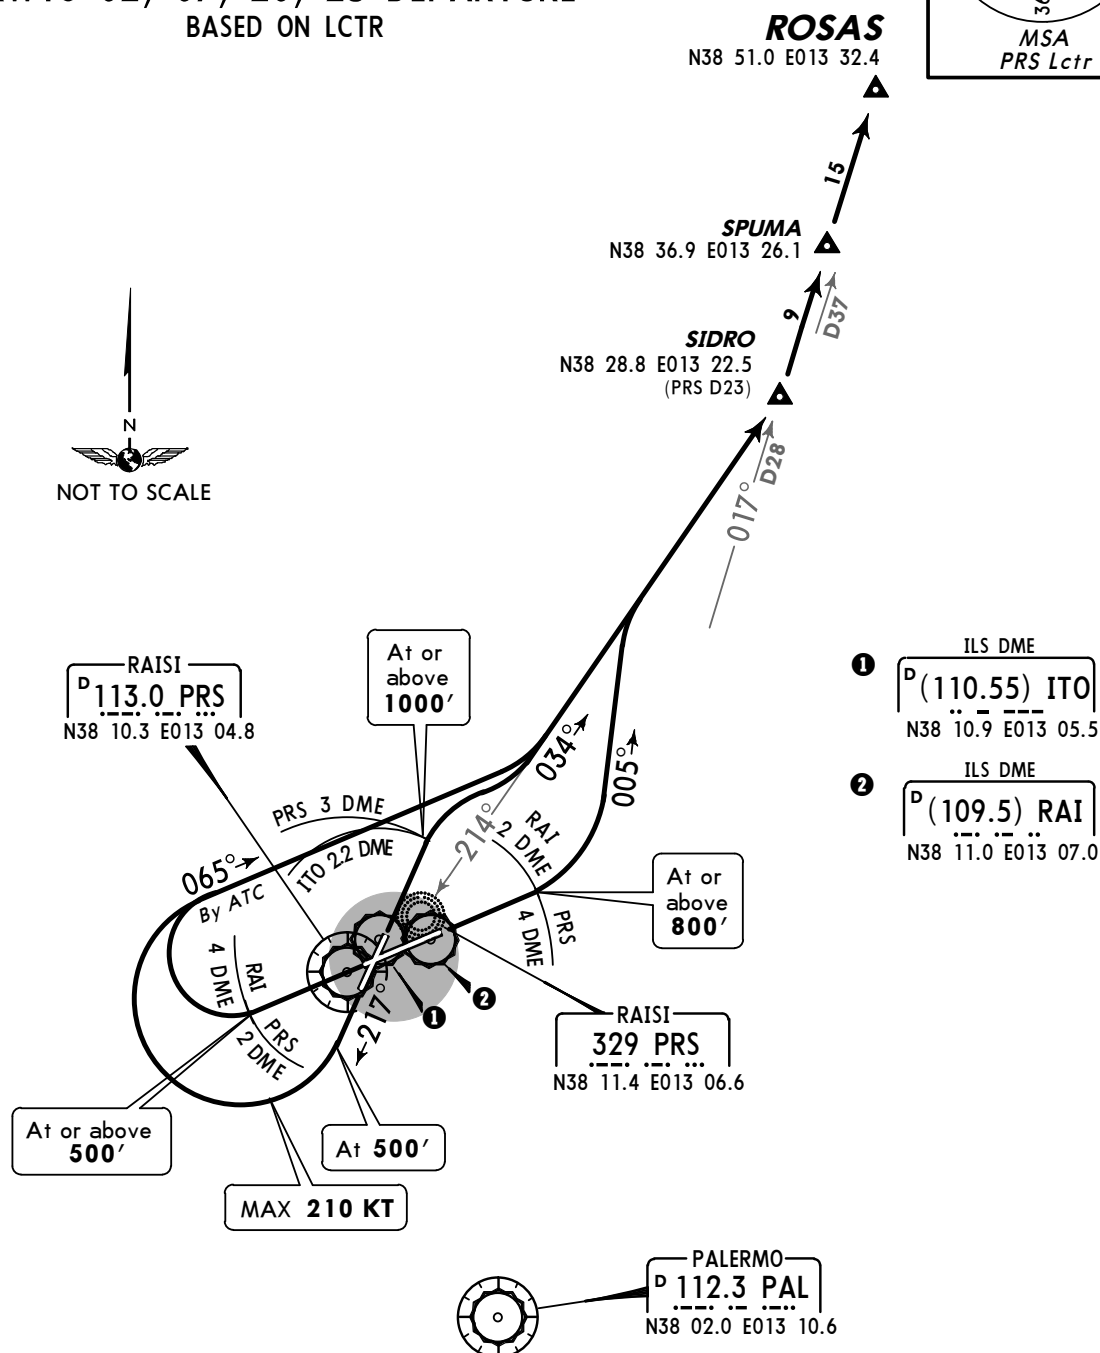 BASED ON LCTR
ROSAS
N38 51.0 E013 32.4
36
MSA
PRS Lctr
15
SPUMA
N38 36.9 E013 26.1
9
D37
SIDRO
N38 28.8 E013 22.5
(PRS D23)
D28
017°
N
NOT TO SCALE
RAISI
D 113.0 PRS
N38 10.3 E013 04.8
At or
above
1000'
ILS DME
1
D (110.55) ITO
N38 10.9 E013 05.5
ILS DME
2
D (109.5) RAI
N38 11.0 E013 07.0
034°
005°
PRS 3 DME
ITO 2.2 DME
214°
RAI
2 DME
065°
By ATC
At or
above
800'
PRS
4 DME
RAI
4 DME
PRS
2 DME
217°
1
2
RAISI
329 PRS
N38 11.4 E013 06.6
At or above
500'
At 500'
MAX 210 KT
PALERMO
D 112.3 PAL
N38 02.0 E013 10.6